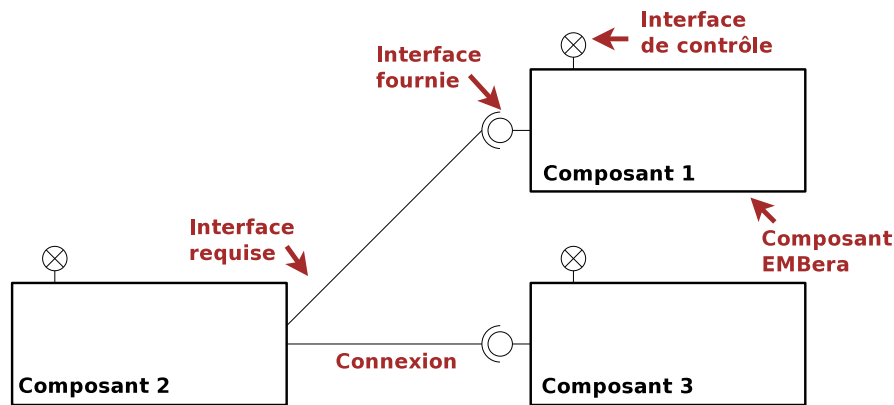 Interface
de contrôle
Interface
fournie
Composant 1
Interface
requise
Composant
EMBera
Connexion
Composant 2
Composant 3